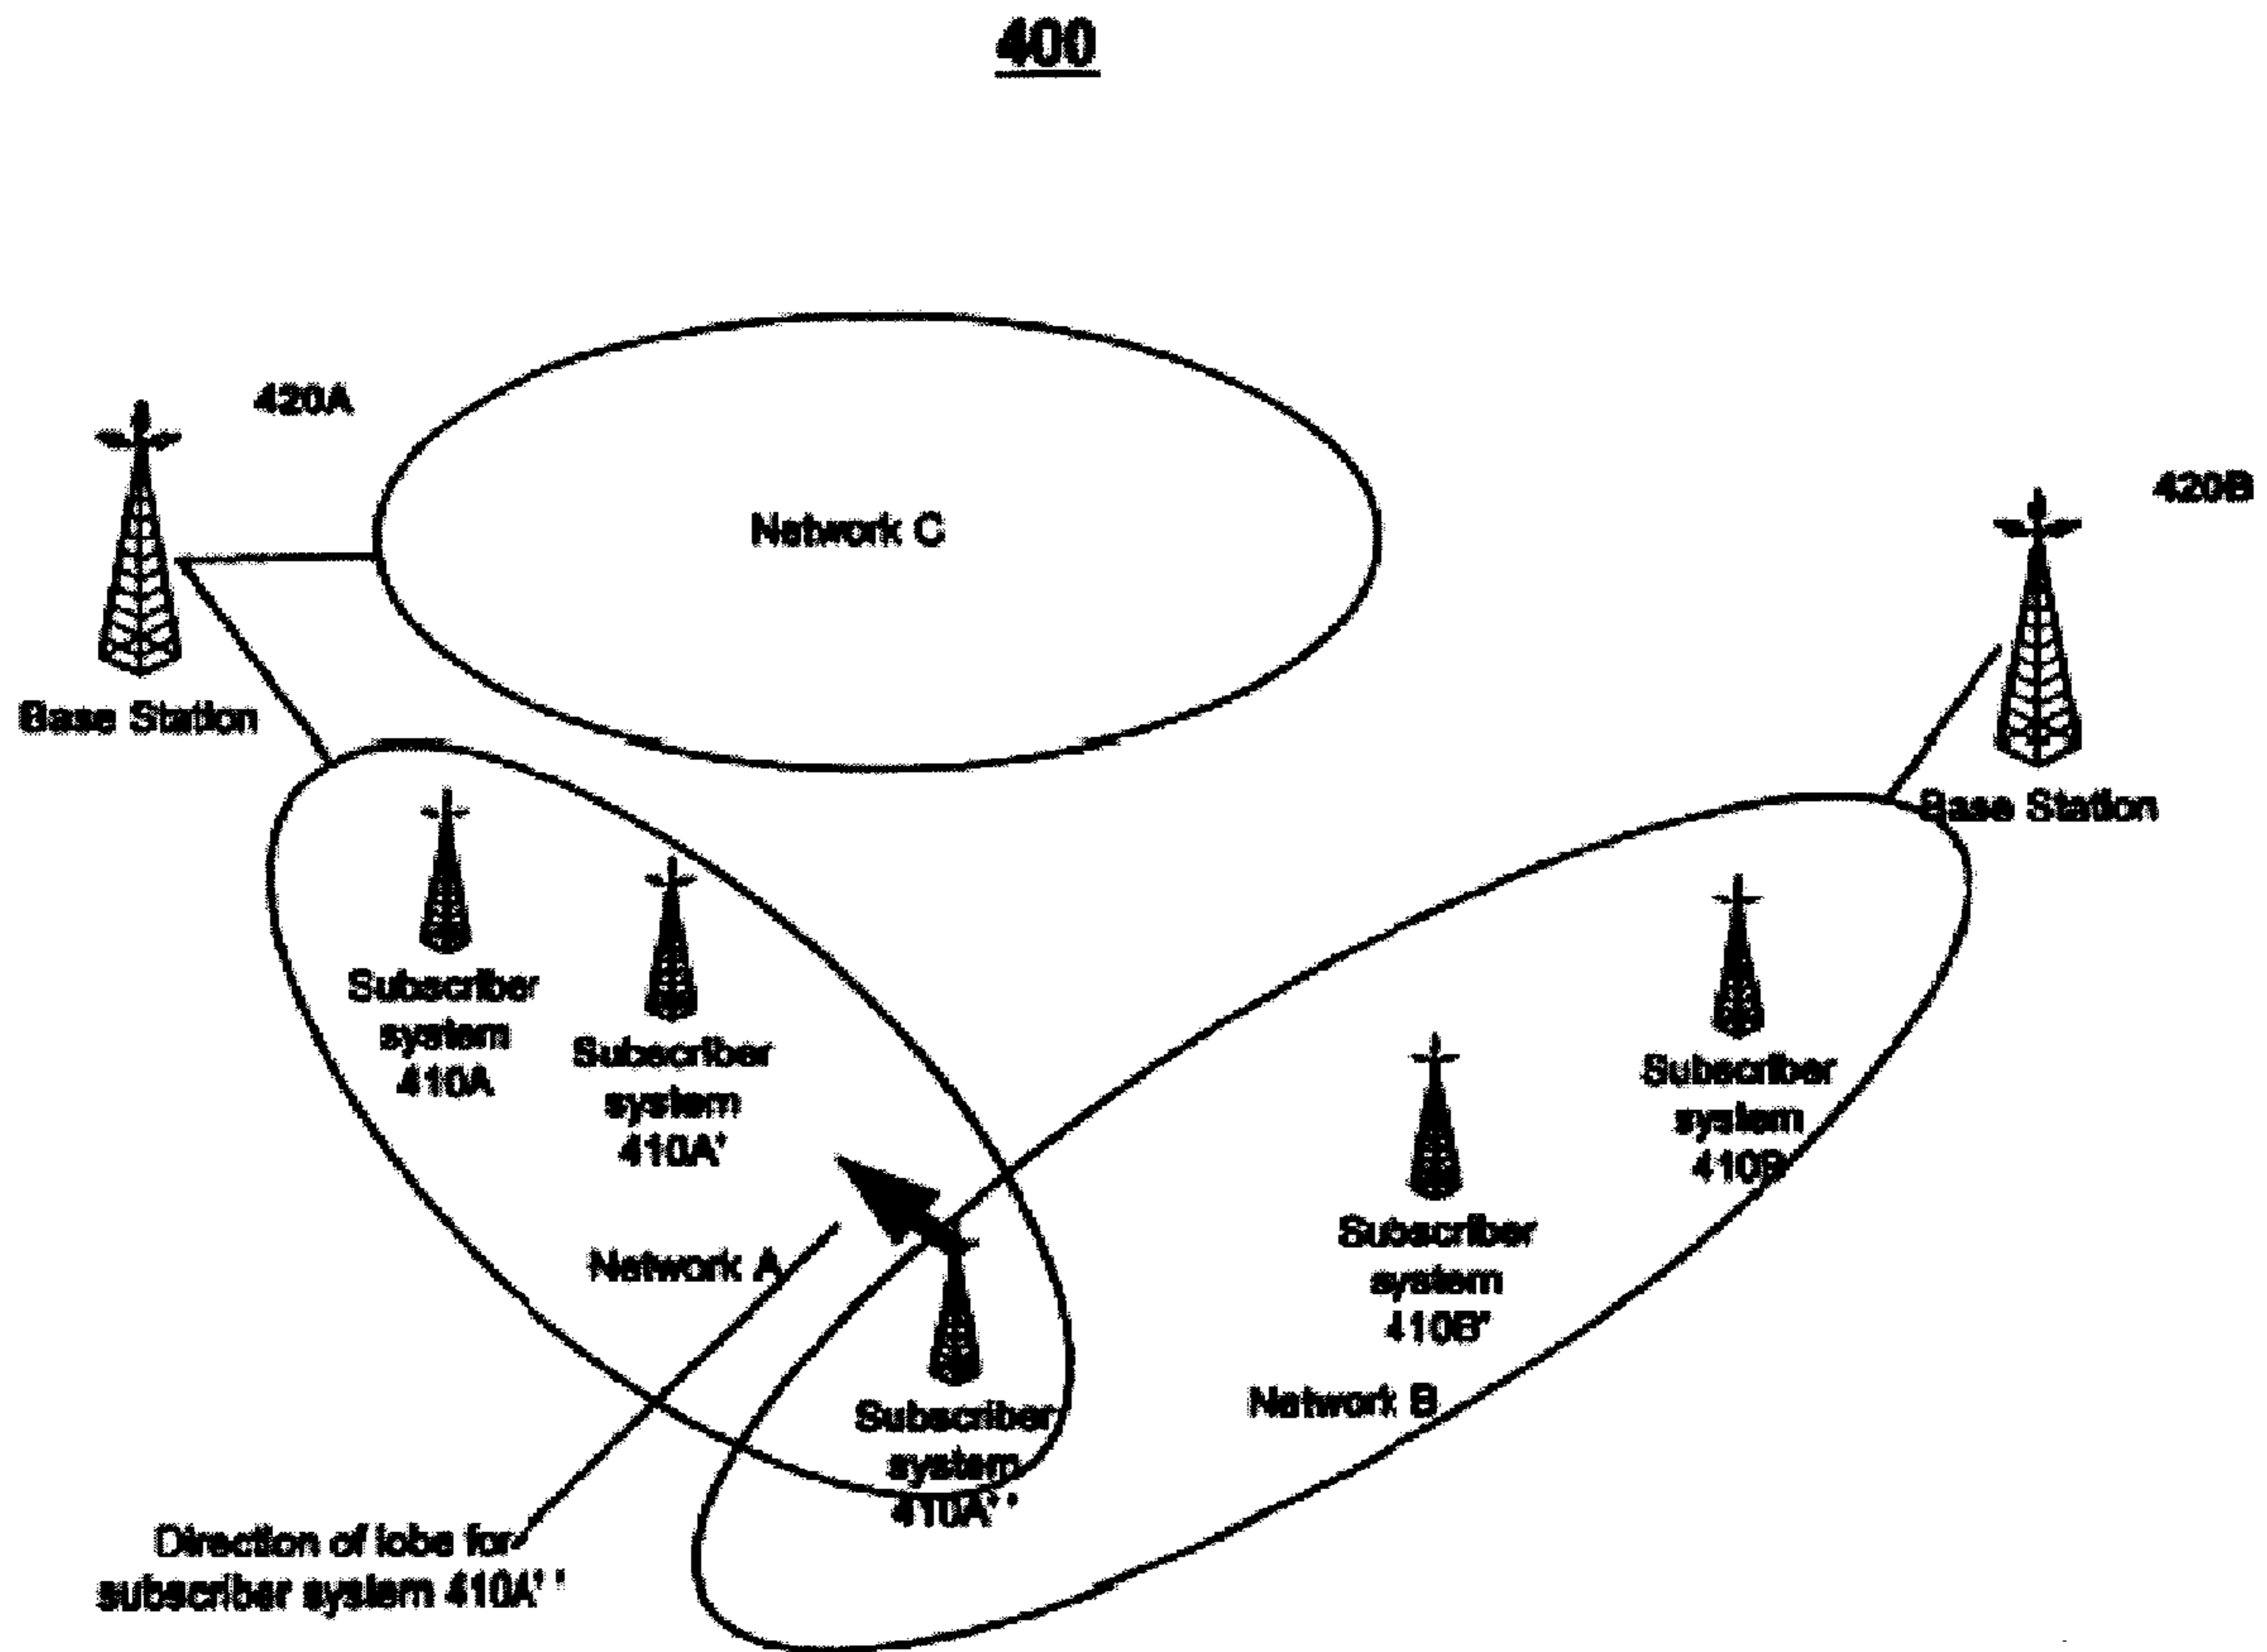 400
420A
Network C
420B
Base Station
Base Station
Subscriber
system
410A
Subscriber
system
410A'
Subscriber
system
410B
Subscriber
system
410B'
Network A
Network B
Subscriber
system
410A''
Direction of lobe for
subscriber system 410A''